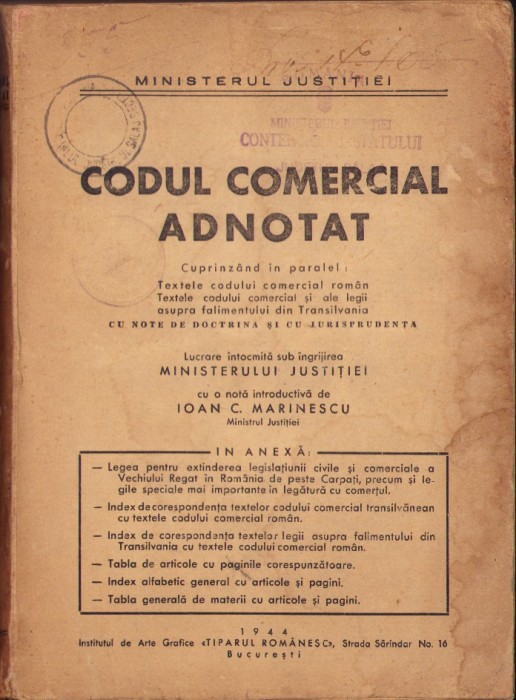 MINISTERUL JUSTIȚIEI
MINISTERUL JUSTIȚIEI
CODUL COMERCIAL
ADNOTAT
Cuprinzând în paralel:
Textele codului comercial român
Textele codului comercial și ale legii
asupra falimentului din Transilvania
CU NOTE DE DOCTRINA ȘI CU JURISPRUDENȚA
Lucrare întocmită sub îngrijirea
MINISTERULUI JUSTIȚIEI
cu o notă introductivă de
IOAN C. MARINESCU
Ministrul Justiției
IN ANEXĂ:
— Legea pentru extinderea legislațiunii civile și comerciale a
Vechiului Regat în România de peste Carpați, precum și le-
gile speciale mai importante în legătură cu comerțul.
— Index de corespondența textelor codului comercial transilvănean
cu textele codului comercial român.
— Index de corespondența textelor legii asupra falimentului din
Transilvania cu textele codului comercial român.
— Tabla de articole cu paginile corespunzătoare.
— Index alfabetic general cu articole și pagini.
— Tabla generală de materii cu articole și pagini.
1944
Institutul de Arte Grafice «TIPARUL ROMÂNESC», Strada Sărindar No. 16
București